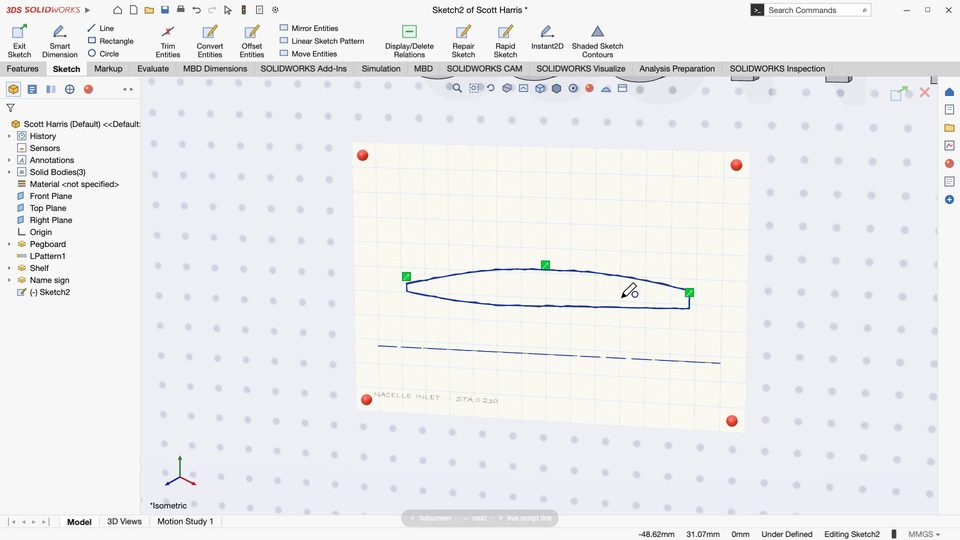 3DS SOLIDWORKS
Sketch2 of Scott Harris *
Search Commands
Exit Sketch
Smart Dimension
Line
Rectangle
Circle
Trim Entities
Convert Entities
Offset Entities
Mirror Entities
Linear Sketch Pattern
Move Entities
Display/Delete Relations
Repair Sketch
Rapid Sketch
Instant2D
Shaded Sketch Contours
Features
Sketch
Markup
Evaluate
MBD Dimensions
SOLIDWORKS Add-Ins
Simulation
MBD
SOLIDWORKS CAM
SOLIDWORKS Visualize
Analysis Preparation
SOLIDWORKS Inspection
Scott Harris (Default) <<Default:
History
Sensors
Annotations
Solid Bodies(3)
Material <not specified>
Front Plane
Top Plane
Right Plane
Origin
Pegboard
LPattern1
Shelf
Name sign
(-) Sketch2
NACELLE INLET — STA 0.230
*Isometric
F fullscreen - → next - F live script link
Model
3D Views
Motion Study 1
-48.62mm
31.07mm
0mm
Under Defined
Editing Sketch2
MMGS